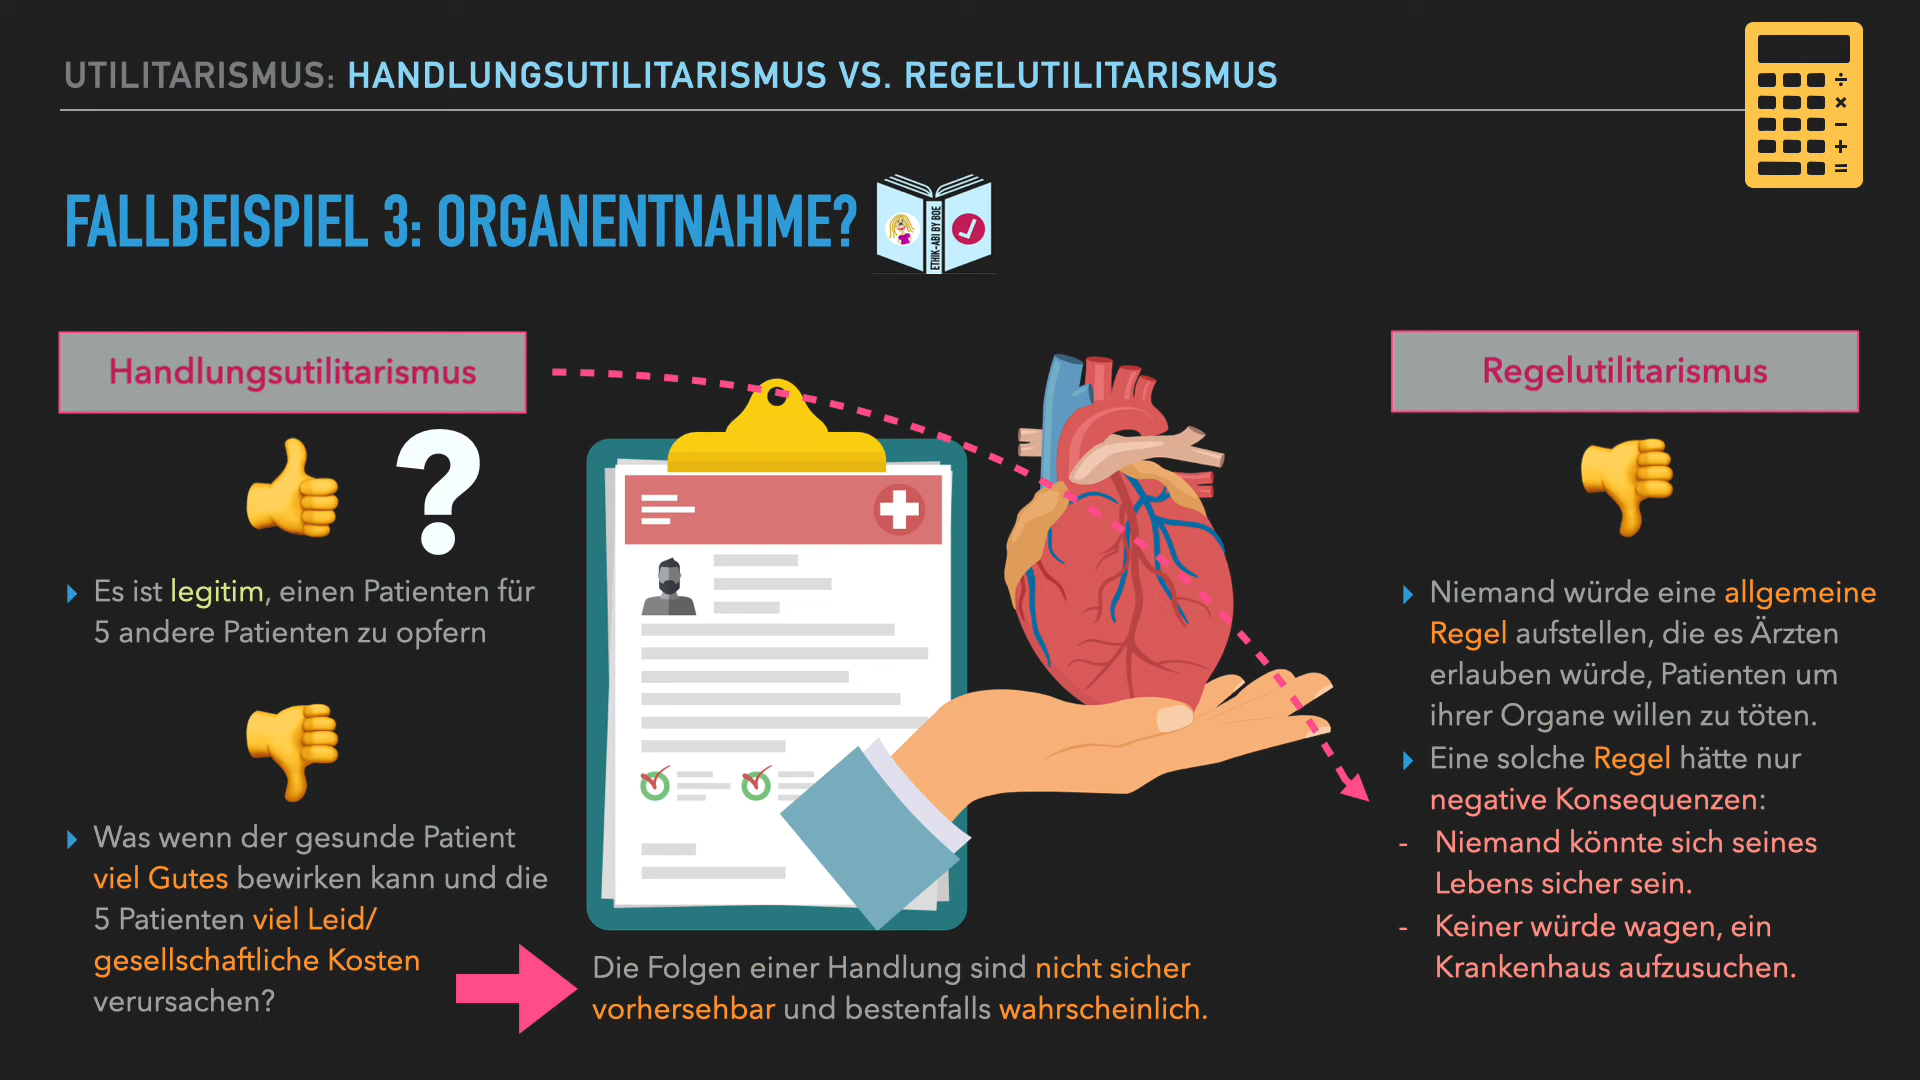 UTILITARISMUS: HANDLUNGSUTILITARISMUS VS. REGELUTILITARISMUS
FALLBEISPIEL 3: ORGANENTNAHME?
ETHIK-ABI BY BOE
Handlungsutilitarismus
?
Es ist legitim, einen Patienten für
5 andere Patienten zu opfern
Was wenn der gesunde Patient
viel Gutes bewirken kann und die
5 Patienten viel Leid/
gesellschaftliche Kosten
verursachen?
Die Folgen einer Handlung sind nicht sicher
vorhersehbar und bestenfalls wahrscheinlich.
Regelutilitarismus
Niemand würde eine allgemeine
Regel aufstellen, die es Ärzten
erlauben würde, Patienten um
ihrer Organe willen zu töten.
Eine solche Regel hätte nur
negative Konsequenzen:
- Niemand könnte sich seines
Lebens sicher sein.
- Keiner würde wagen, ein
Krankenhaus aufzusuchen.